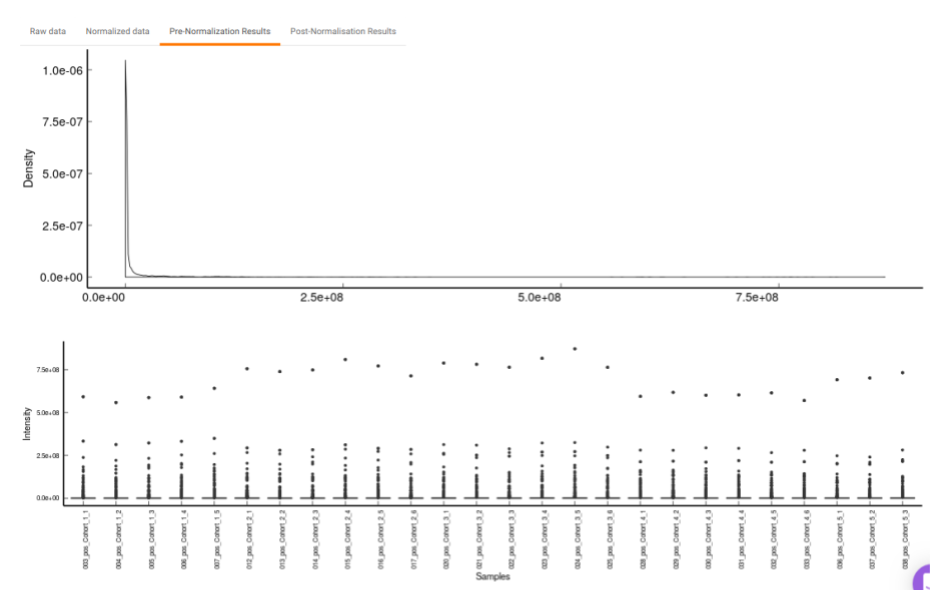 Raw data Normalized data Pre-Normalization Results Post-Normalisation Results
1.0e-06
7.5e-07
5.0e-07
2.5e-07
0.0e+00
Density
0.0e+00 2.5e+08 5.0e+08 7.5e+08
7.5e+08
5.0e+08
2.5e+08
0.0e+00
Intensity
003_pos_Cohort_1_1
004_pos_Cohort_1_2
005_pos_Cohort_1_3
006_pos_Cohort_1_4
007_pos_Cohort_1_5
012_pos_Cohort_2_1
013_pos_Cohort_2_2
014_pos_Cohort_2_3
015_pos_Cohort_2_4
016_pos_Cohort_2_5
017_pos_Cohort_2_6
020_pos_Cohort_3_1
021_pos_Cohort_3_2
022_pos_Cohort_3_3
023_pos_Cohort_3_4
024_pos_Cohort_3_5
025_pos_Cohort_3_6
028_pos_Cohort_4_1
029_pos_Cohort_4_2
030_pos_Cohort_4_3
031_pos_Cohort_4_4
032_pos_Cohort_4_5
033_pos_Cohort_4_6
036_pos_Cohort_5_1
037_pos_Cohort_5_2
038_pos_Cohort_5_3
Samples